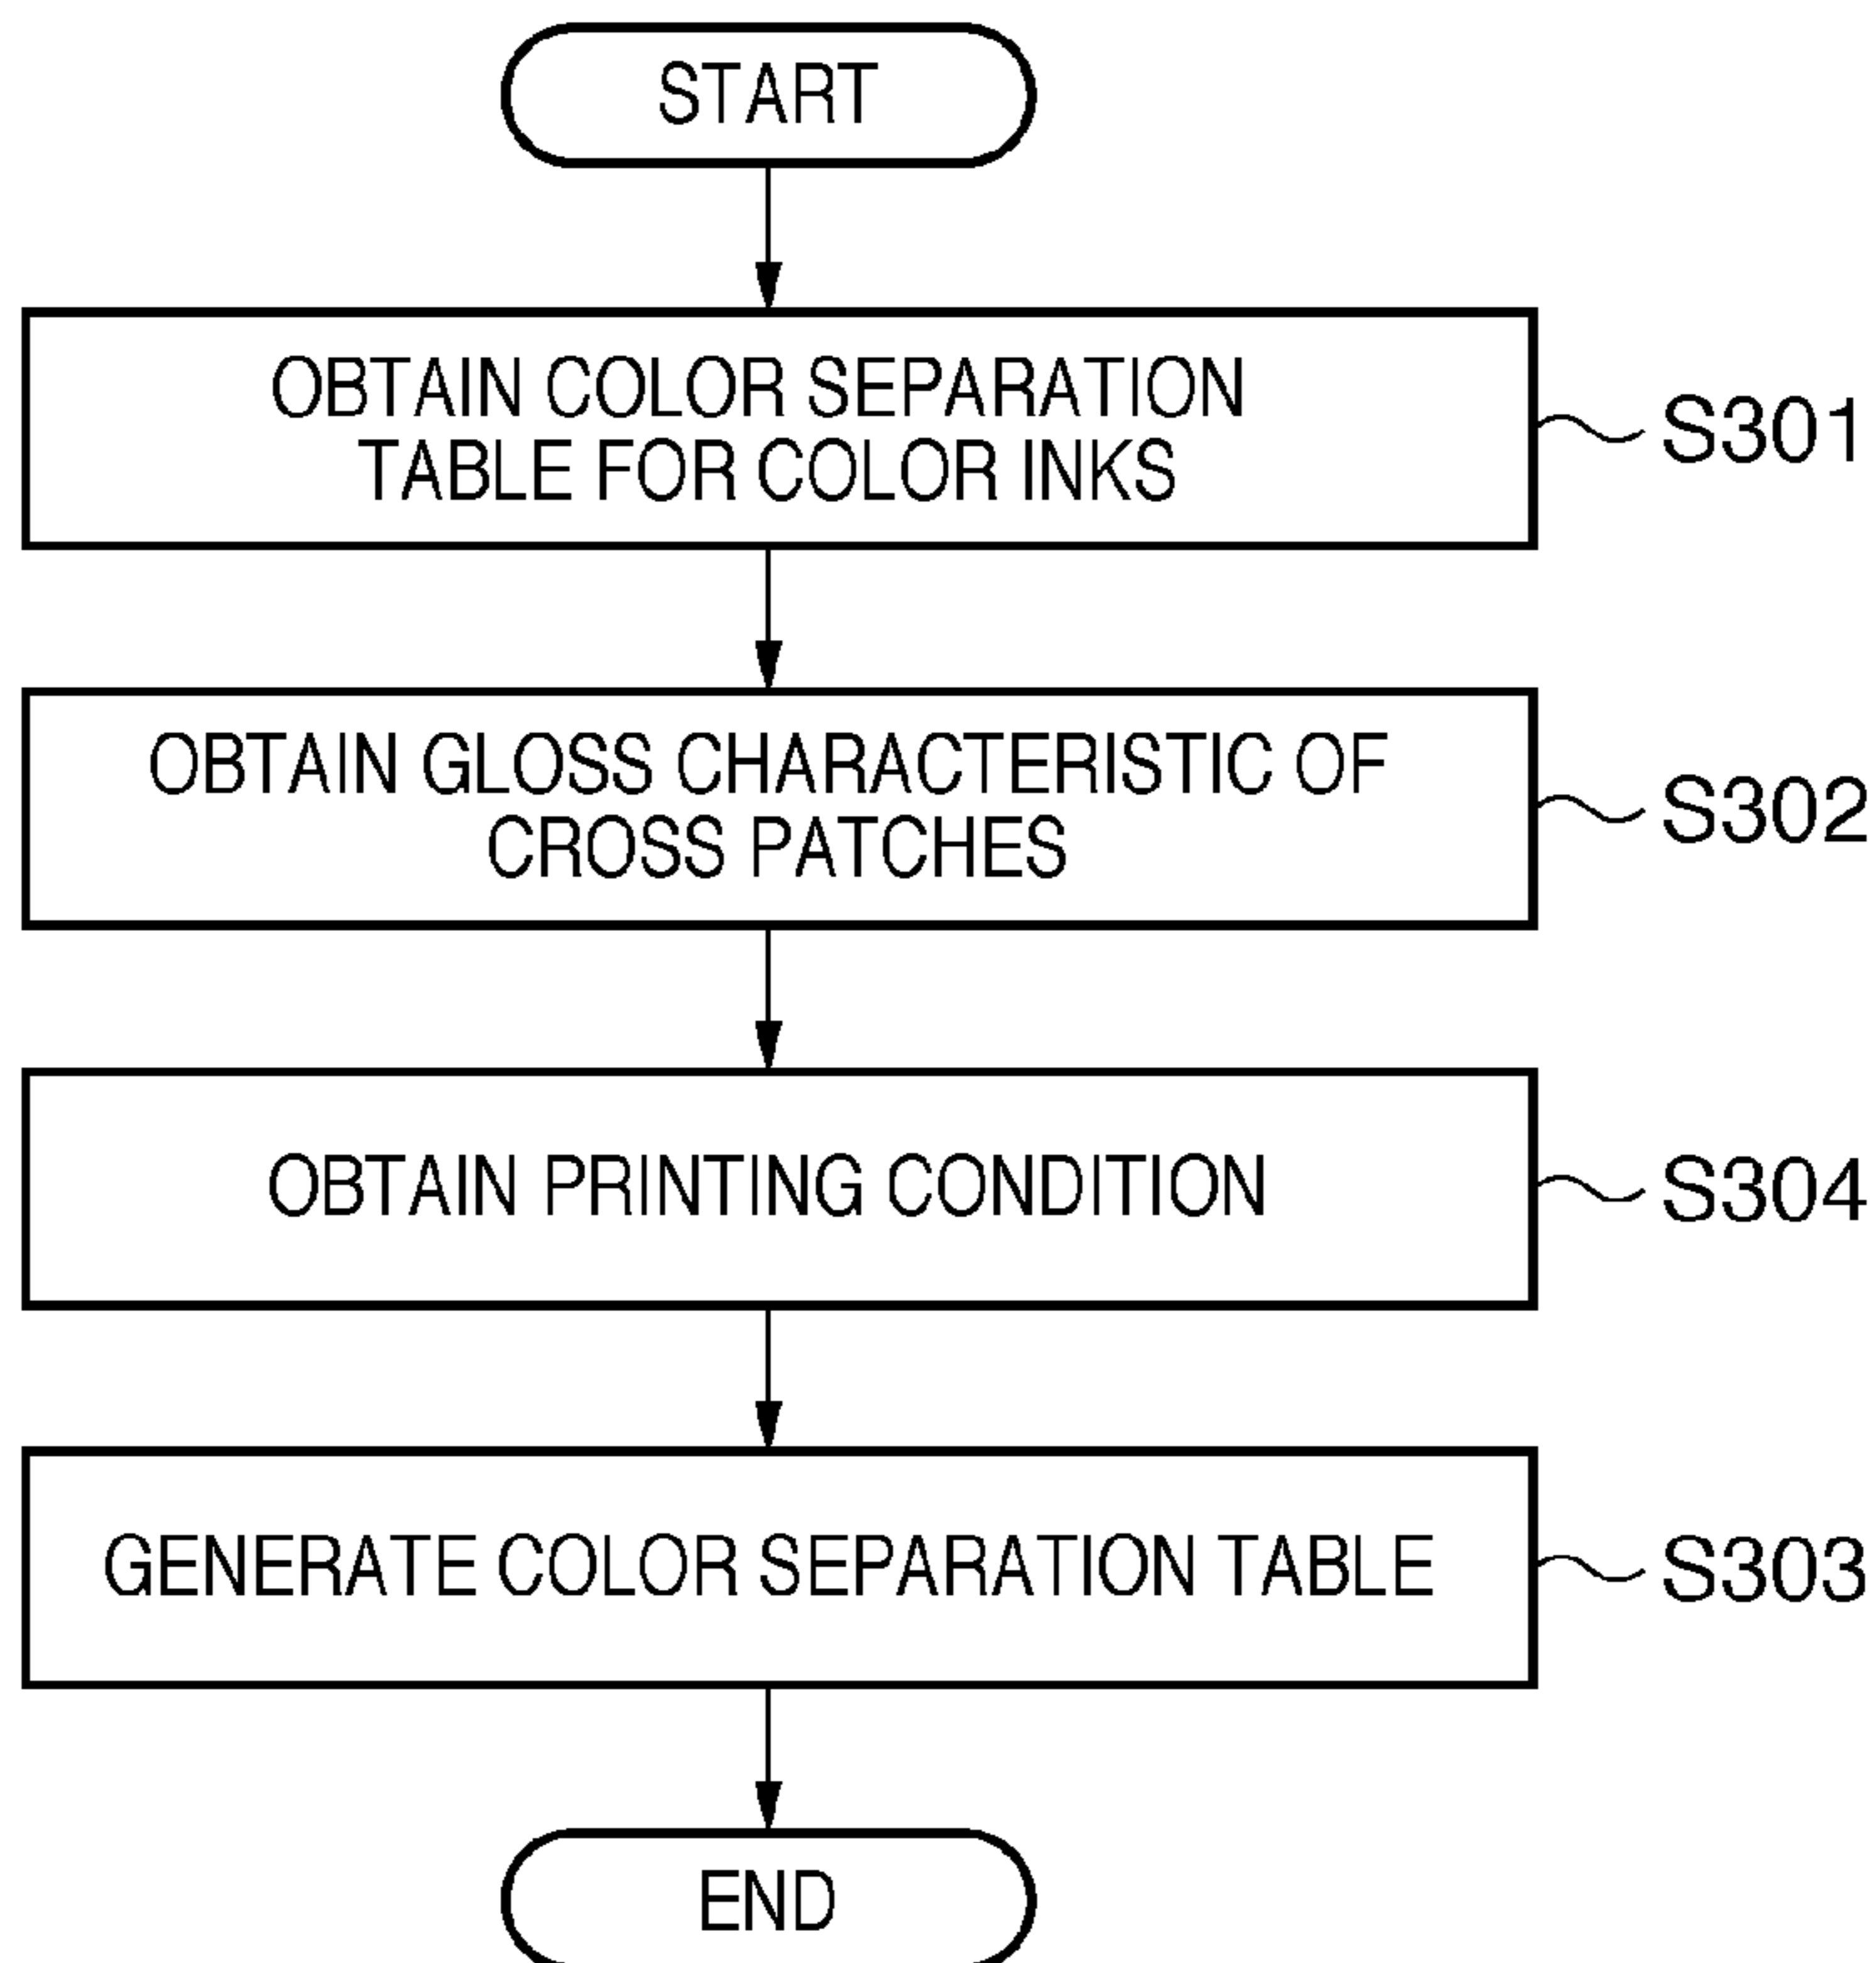 START
OBTAIN COLOR SEPARATION
TABLE FOR COLOR INKS
S301
OBTAIN GLOSS CHARACTERISTIC OF
CROSS PATCHES
S302
OBTAIN PRINTING CONDITION
S304
GENERATE COLOR SEPARATION TABLE
S303
END